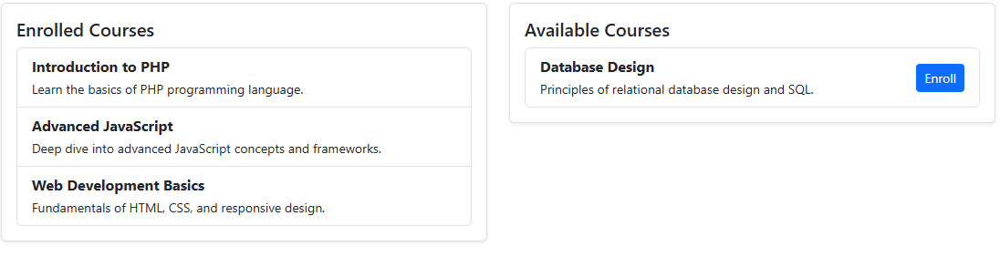 Enrolled Courses
Introduction to PHP
Learn the basics of PHP programming language.
Advanced JavaScript
Deep dive into advanced JavaScript concepts and frameworks.
Web Development Basics
Fundamentals of HTML, CSS, and responsive design.
Available Courses
Database Design
Principles of relational database design and SQL.
Enroll